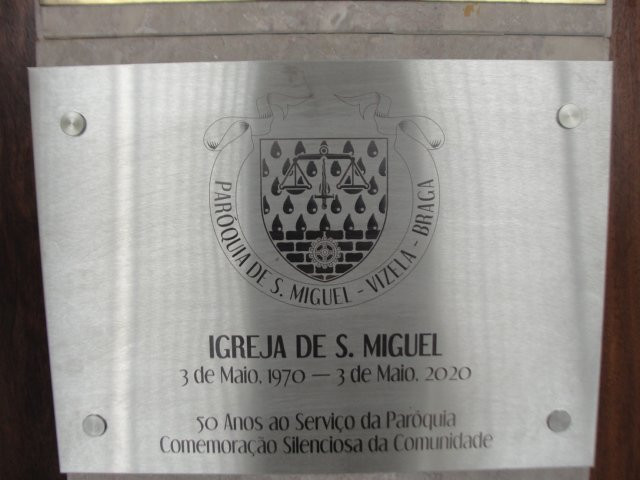 PARÓQUIA DE S. MIGUEL - VIZELA - BRAGA
IGREJA DE S. MIGUEL
3 de Maio, 1970 — 3 de Maio, 2020
50 Anos ao Serviço da Paróquia
Comemoração Silenciosa da Comunidade